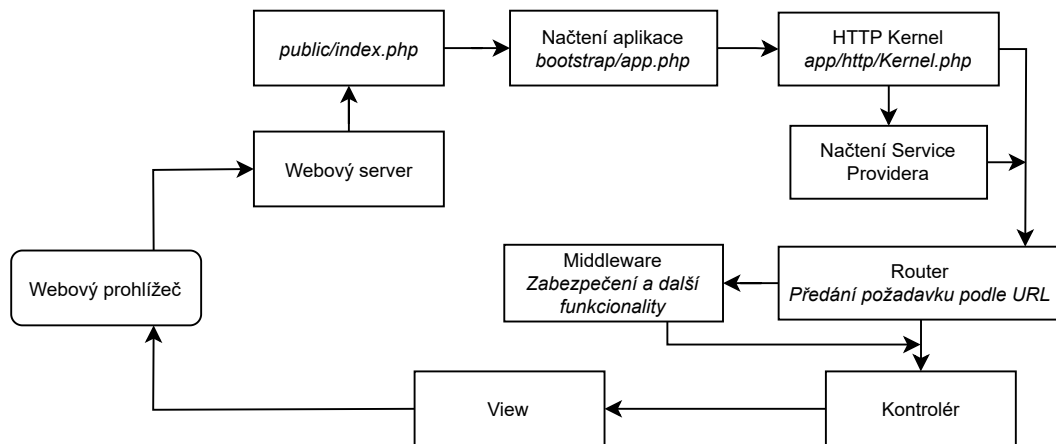 public/index.php
Načtení aplikace
bootstrap/app.php
HTTP Kernel
app/http/Kernel.php
Webový server
Načtení Service
Providera
Webový prohlížeč
Middleware
Zabezpečení a další
funkcionality
Router
Předání požadavku podle URL
View
Kontrolér